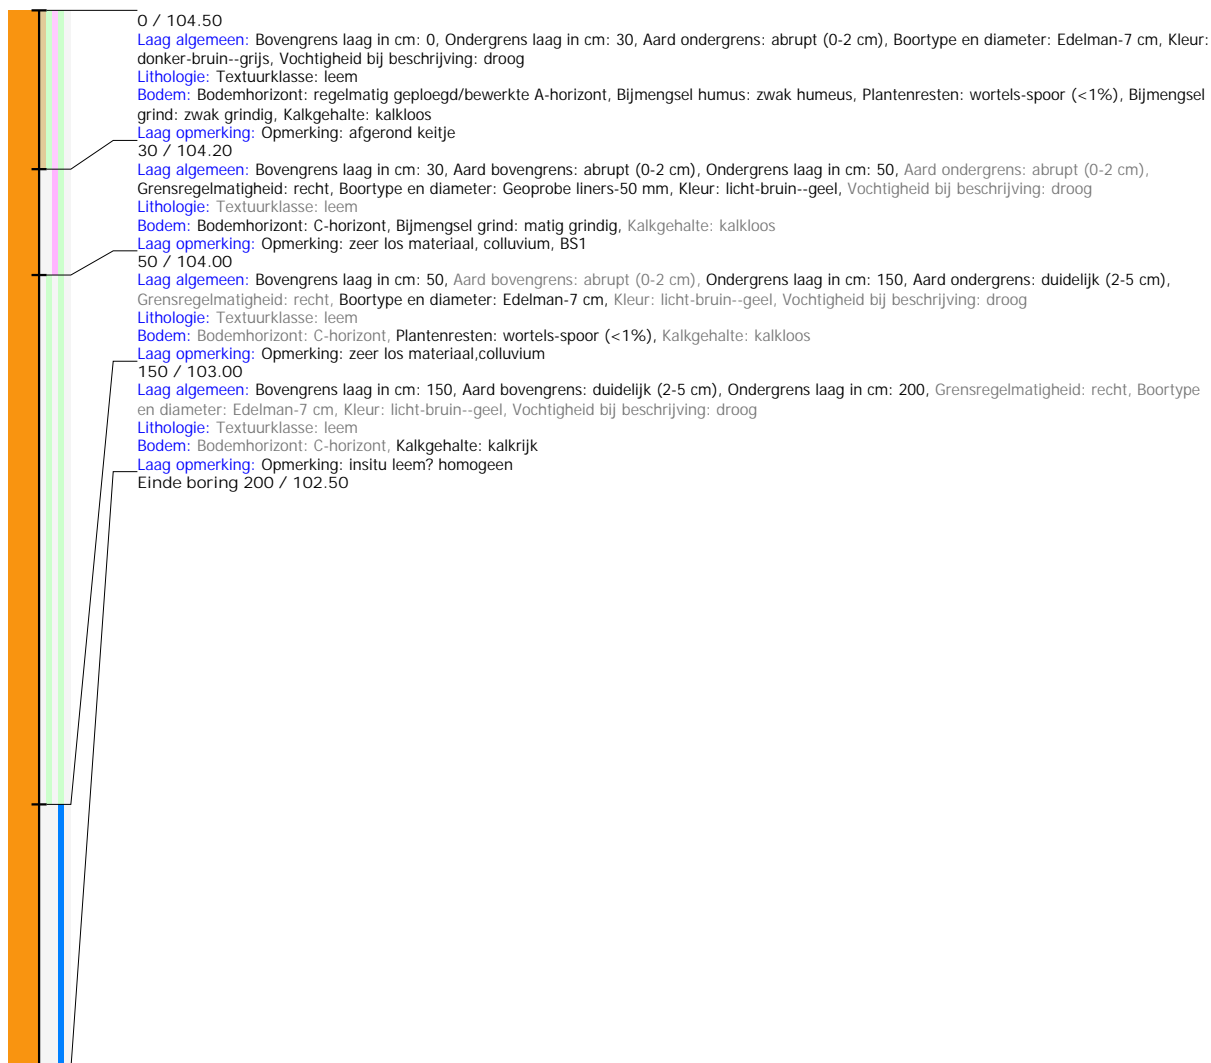 0 / 104.50
Laag algemeen: Bovengrens laag in cm: 0, Ondergrens laag in cm: 30, Aard ondergrens: abrupt (0-2 cm), Boortype en diameter: Edelman-7 cm, Kleur:
donker-bruin--grijs, Vochtigheid bij beschrijving: droog
Lithologie: Textuurklasse: leem
Bodem: Bodemhorizont: regelmatig geploegd/bewerkte A-horizont, Bijmengsel humus: zwak humeus, Plantenresten: wortels-spoor (<1%), Bijmengsel
grind: zwak grindig, Kalkgehalte: kalkloos
Laag opmerking: Opmerking: afgerond keitje
30 / 104.20
Laag algemeen: Bovengrens laag in cm: 30, Aard bovengrens: abrupt (0-2 cm), Ondergrens laag in cm: 50, Aard ondergrens: abrupt (0-2 cm),
Grensregelmatigheid: recht, Boortype en diameter: Geoprobe liners-50 mm, Kleur: licht-bruin--geel, Vochtigheid bij beschrijving: droog
Lithologie: Textuurklasse: leem
Bodem: Bodemhorizont: C-horizont, Bijmengsel grind: matig grindig, Kalkgehalte: kalkloos
Laag opmerking: Opmerking: zeer los materiaal, colluvium, BS1
50 / 104.00
Laag algemeen: Bovengrens laag in cm: 50, Aard bovengrens: abrupt (0-2 cm), Ondergrens laag in cm: 150, Aard ondergrens: duidelijk (2-5 cm),
Grensregelmatigheid: recht, Boortype en diameter: Edelman-7 cm, Kleur: licht-bruin--geel, Vochtigheid bij beschrijving: droog
Lithologie: Textuurklasse: leem
Bodem: Bodemhorizont: C-horizont, Plantenresten: wortels-spoor (<1%), Kalkgehalte: kalkloos
Laag opmerking: Opmerking: zeer los materiaal,colluvium
150 / 103.00
Laag algemeen: Bovengrens laag in cm: 150, Aard bovengrens: duidelijk (2-5 cm), Ondergrens laag in cm: 200, Grensregelmatigheid: recht, Boortype
en diameter: Edelman-7 cm, Kleur: licht-bruin--geel, Vochtigheid bij beschrijving: droog
Lithologie: Textuurklasse: leem
Bodem: Bodemhorizont: C-horizont, Kalkgehalte: kalkrijk
Laag opmerking: Opmerking: insitu leem? homogeen
Einde boring 200 / 102.50